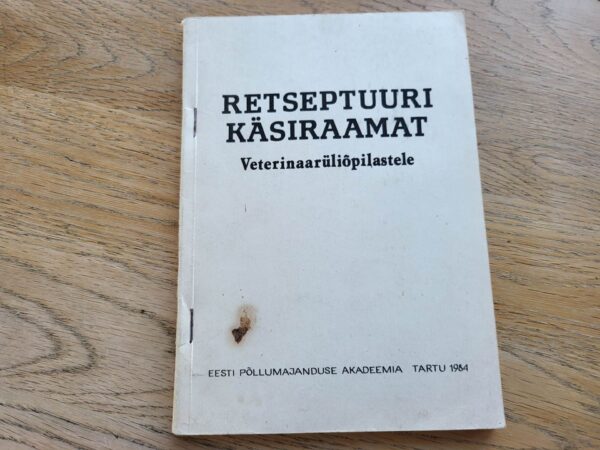 RETSEPTUURI
KÄSIRAAMAT
Veterinaarüliõpilastele
EESTI PÕLLUMAJANDUSE AKADEEMIA TARTU 1984